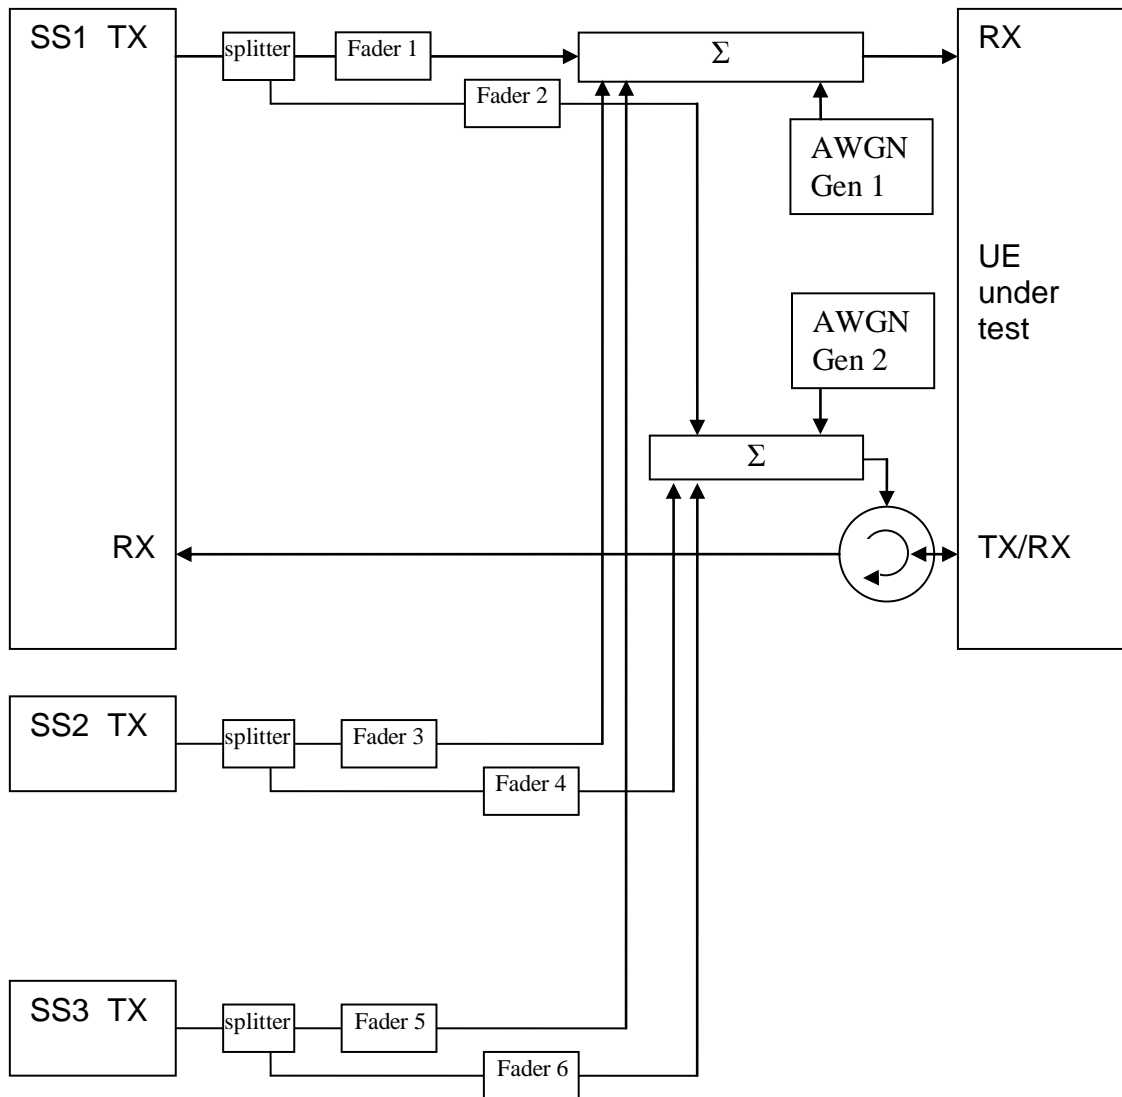 SS1 TX
splitter
Fader 1
Σ
RX
Fader 2
AWGN
Gen 1
UE
under
test
AWGN
Gen 2
Σ
RX
TX/RX
SS2 TX
splitter
Fader 3
Fader 4
SS3 TX
splitter
Fader 5
Fader 6